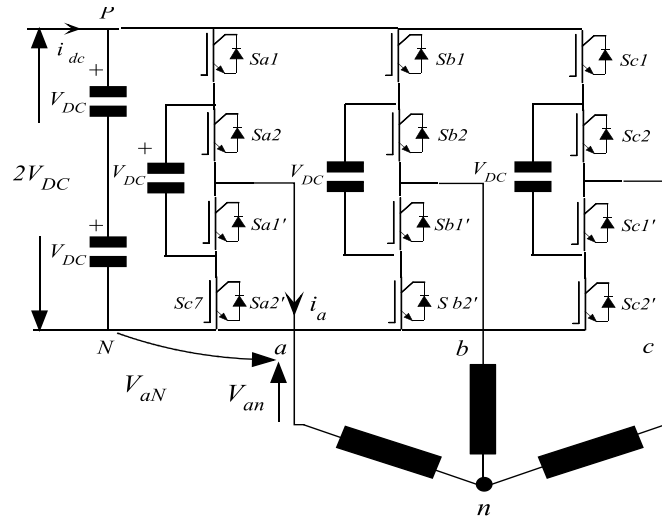 P
i dc
Sa1
Sb1
Sc1
+
V DC
+
Sa2
Sb2
Sc2
2V DC
V DC
V DC
V DC
+
V DC
Sa1'
Sb1'
Sc1'
Sc7
Sa2'
S b2'
Sc2'
i a
N
a
b
c
V aN
V an
n